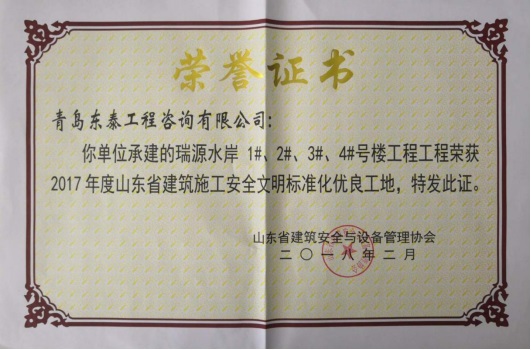 荣誉证书
青岛东泰工程咨询有限公司:
你单位承建的瑞源水岸 1#、2#、3#、4#号楼工程工程荣获
2017年度山东省建筑施工安全文明标准化优良工地，特发此证。
山东省建筑安全与设备管理协会
二〇一八年二月